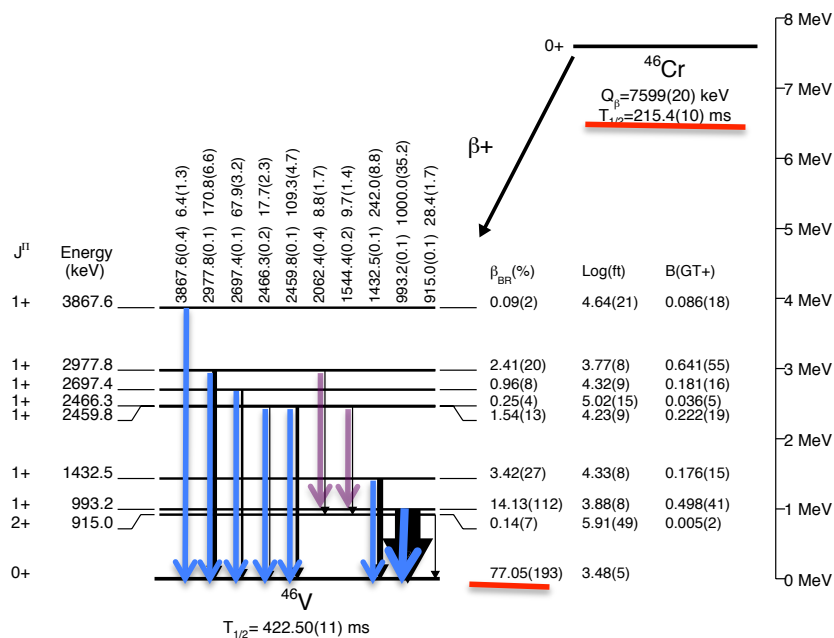 8 MeV
0+
46Cr
Qβ=7599(20) keV
7 MeV
T1/2=215.4(10) ms
β+
6 MeV
5 MeV
3867.6(0.4) 6.4(1.3)
2977.8(0.1) 170.8(6.6)
2697.4(0.1) 67.9(3.2)
2466.3(0.2) 17.7(2.3)
2459.8(0.1) 109.3(4.7)
2062.4(0.4) 8.8(1.7)
1544.4(0.2) 9.7(1.4)
1432.5(0.1) 242.0(8.8)
993.2(0.1) 1000.0(35.2)
915.0(0.1) 28.4(1.7)
JΠ Energy (keV) βBR(%) Log(ft) B(GT+)
1+ 3867.6 0.09(2) 4.64(21) 0.086(18) 4 MeV
1+ 2977.8 2.41(20) 3.77(8) 0.641(55) 3 MeV
1+ 2697.4 0.96(8) 4.32(9) 0.181(16)
1+ 2466.3 0.25(4) 5.02(15) 0.036(5)
1+ 2459.8 1.54(13) 4.23(9) 0.222(19)
2 MeV
1+ 1432.5 3.42(27) 4.33(8) 0.176(15)
1+ 993.2 14.13(112) 3.88(8) 0.498(41) 1 MeV
2+ 915.0 0.14(7) 5.91(49) 0.005(2)
0+ 77.05(193) 3.48(5) 0 MeV
46V
T1/2= 422.50(11) ms